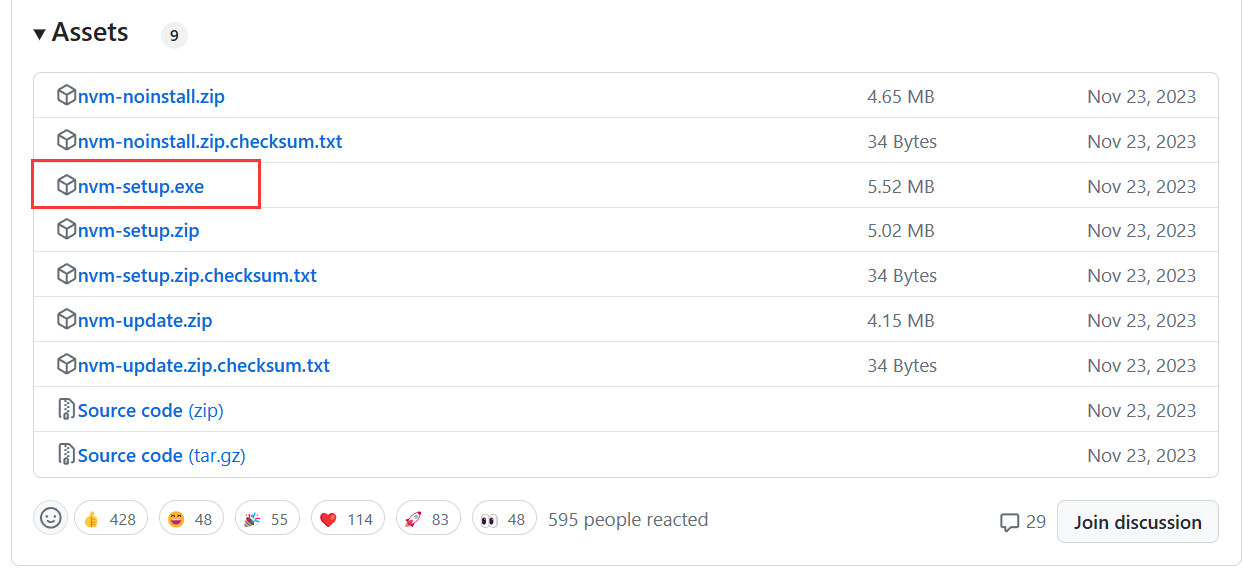 Assets 9
nvm-noinstall.zip 4.65 MB Nov 23, 2023
nvm-noinstall.zip.checksum.txt 34 Bytes Nov 23, 2023
nvm-setup.exe 5.52 MB Nov 23, 2023
nvm-setup.zip 5.02 MB Nov 23, 2023
nvm-setup.zip.checksum.txt 34 Bytes Nov 23, 2023
nvm-update.zip 4.15 MB Nov 23, 2023
nvm-update.zip.checksum.txt 34 Bytes Nov 23, 2023
Source code (zip) Nov 23, 2023
Source code (tar.gz) Nov 23, 2023
428 48 55 114 83 48 595 people reacted 29 Join discussion